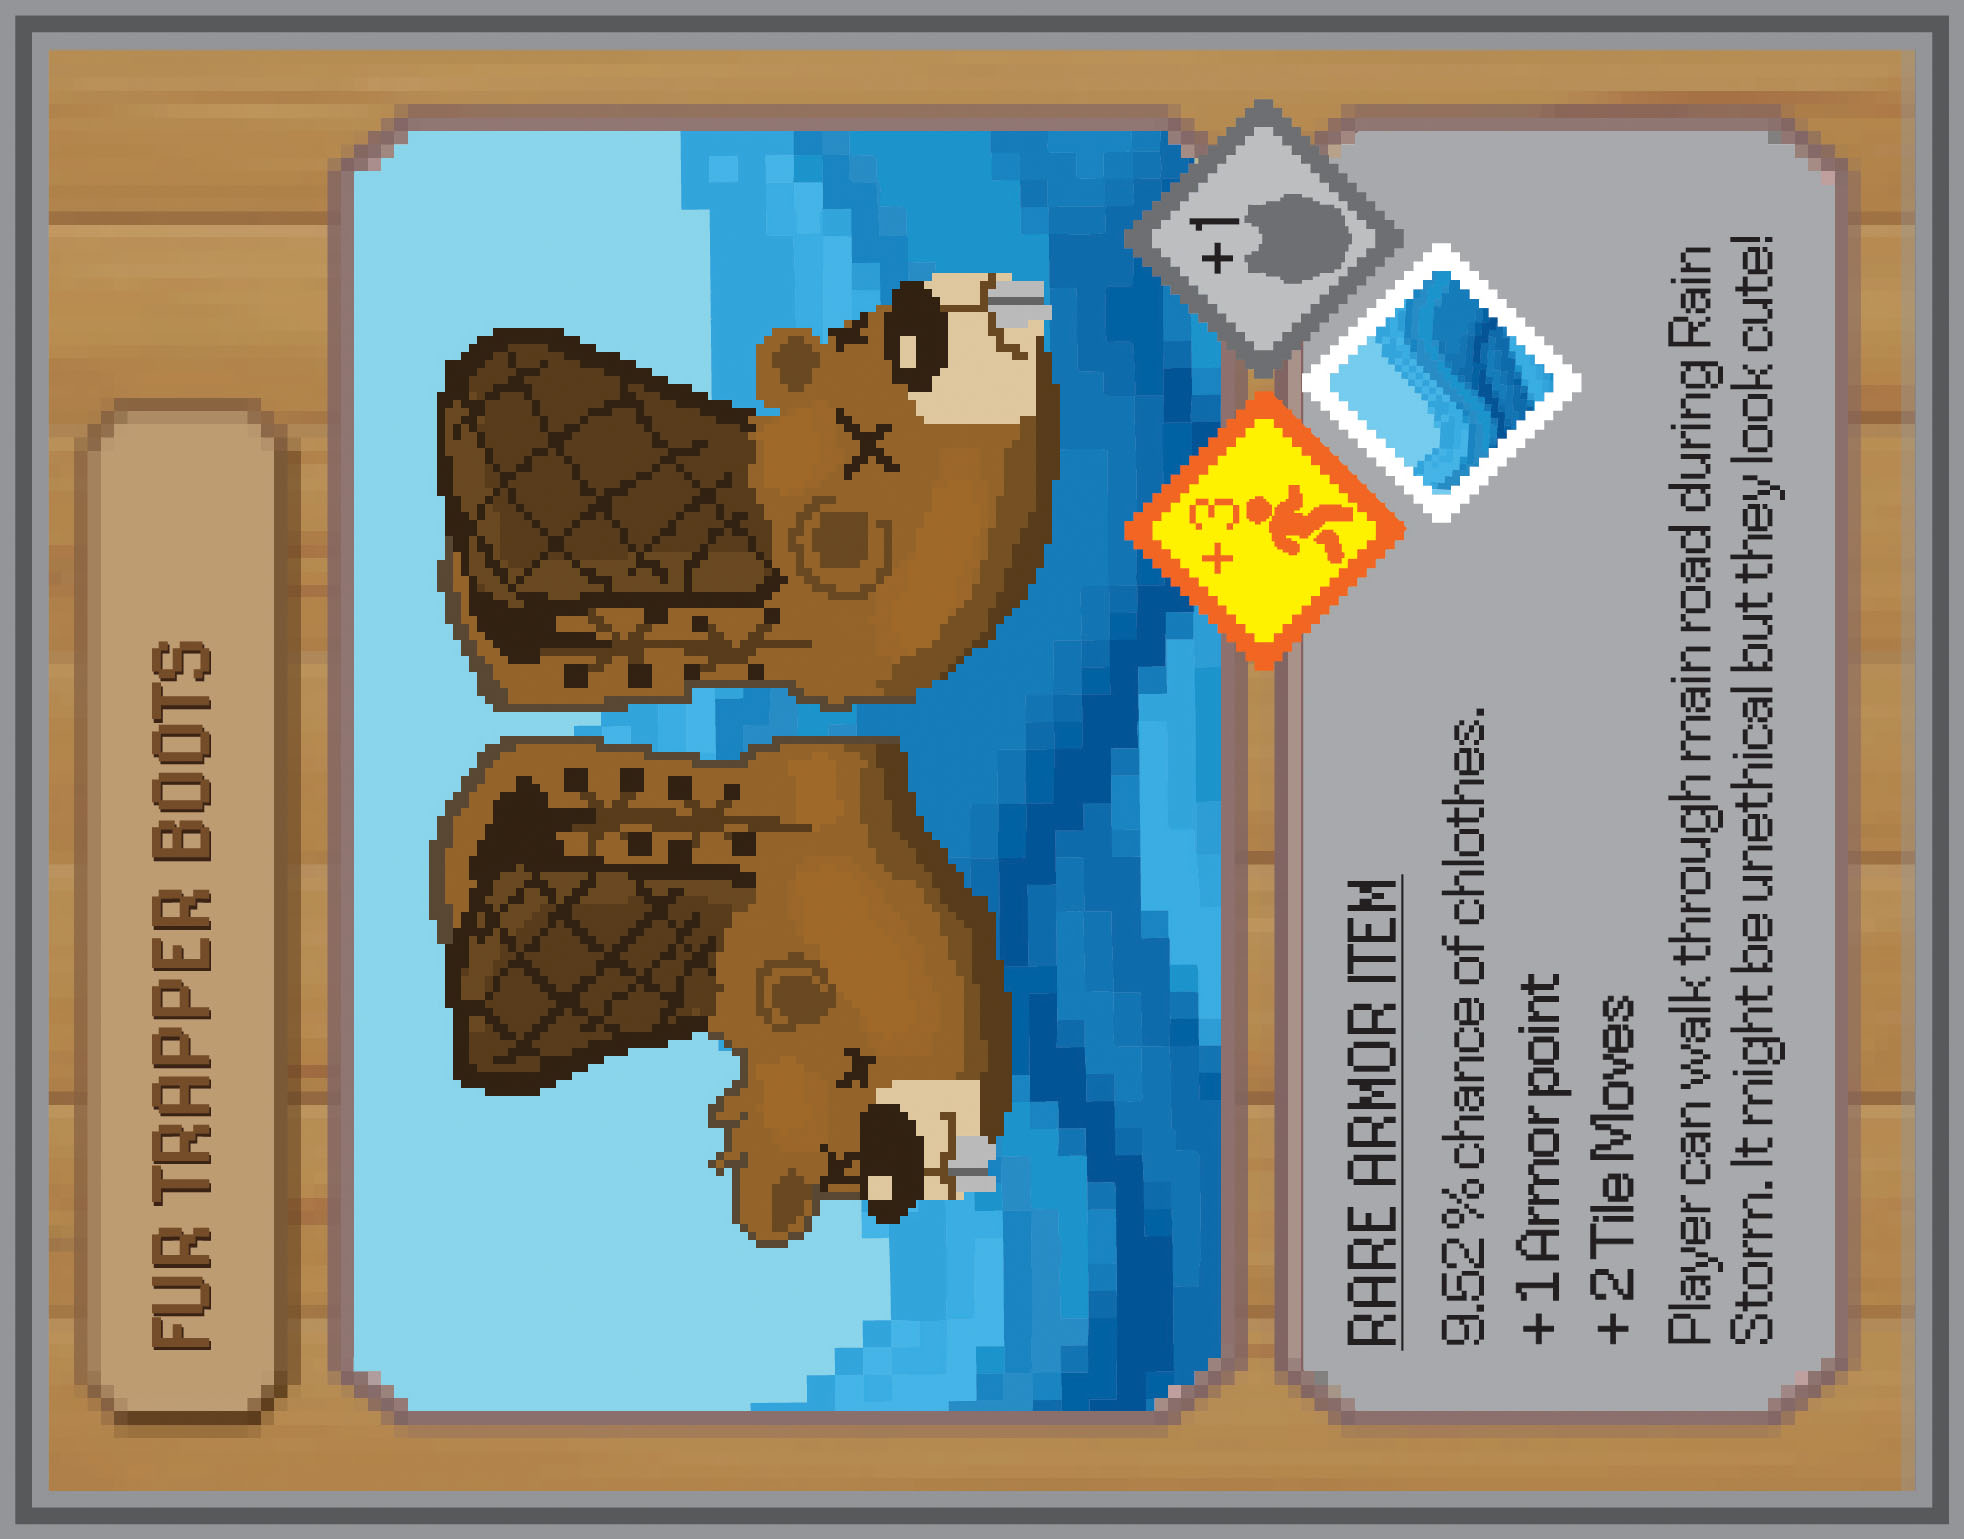 FUR TRAPPER BOOTS
+1
+3
RARE ARMOR ITEM
9.52% chance of chlothes.
+1 Armor point
+2 Tile Moves
Player can walk through main road during Rain
Storm. It might be unethical but they look cute!